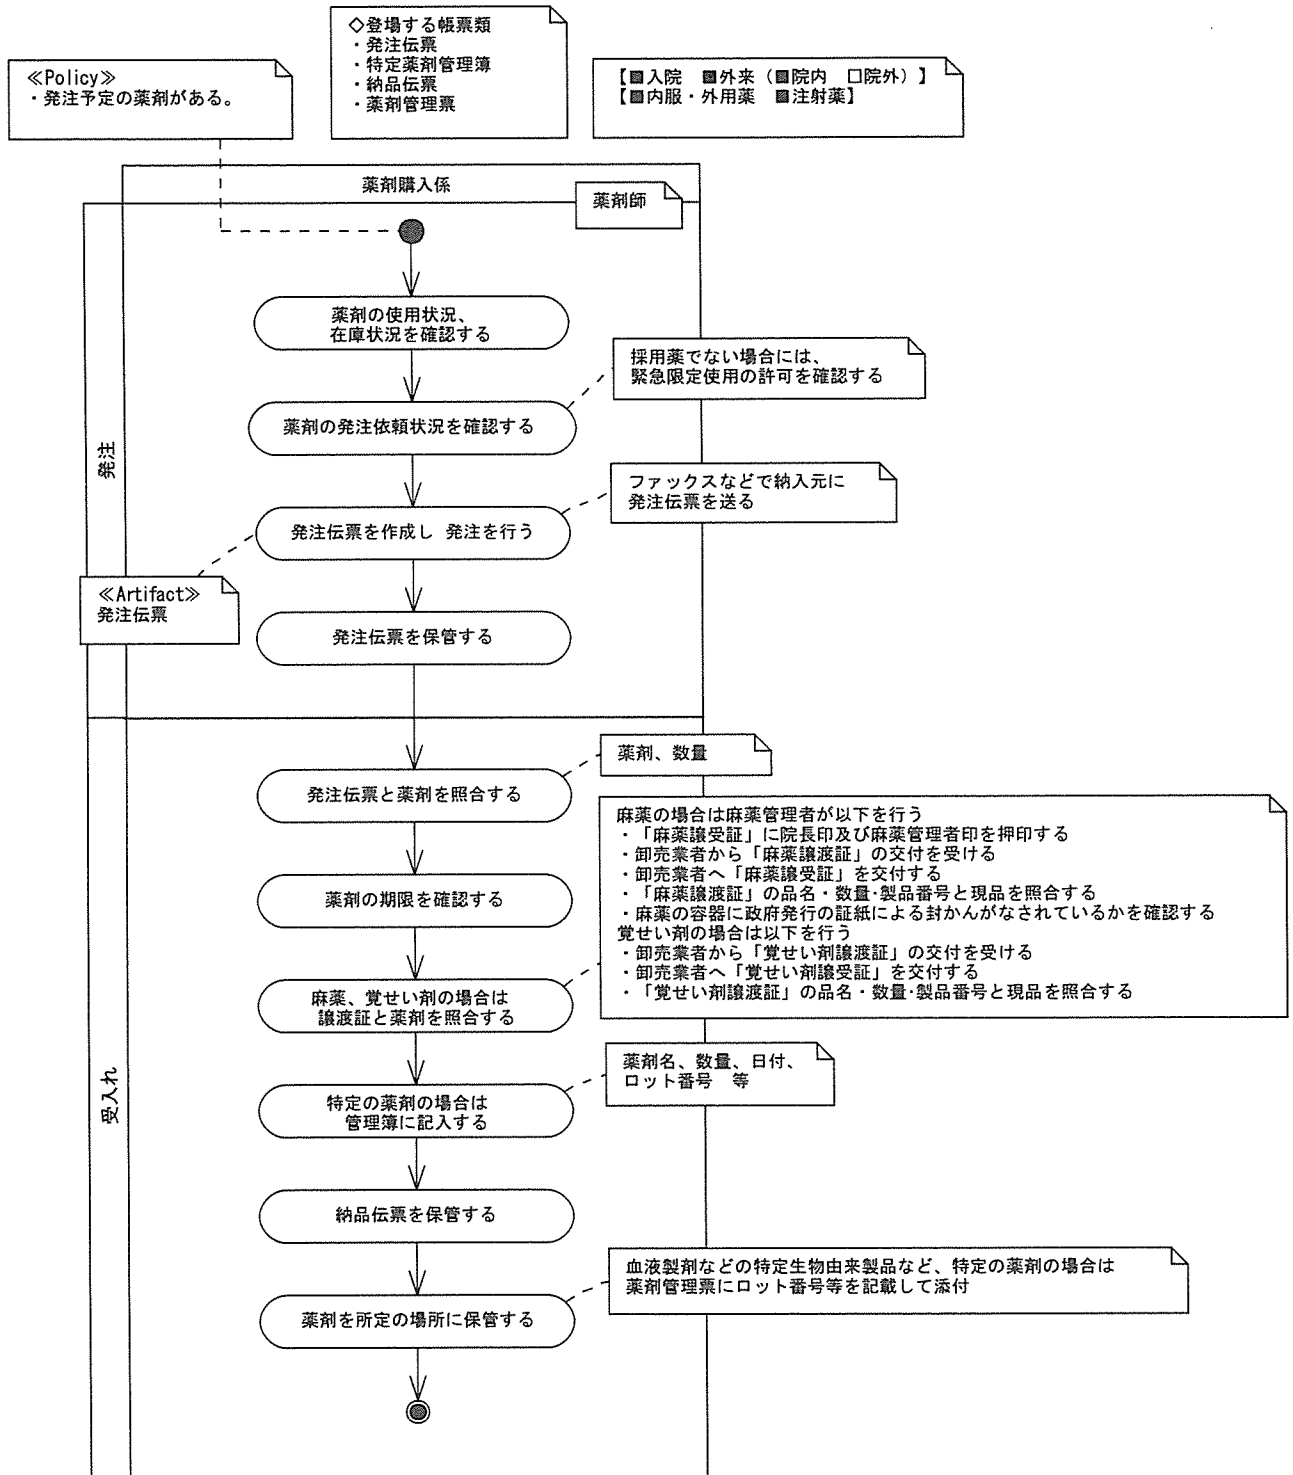 ◇登場する帳票類
・発注伝票
・特定薬剤管理簿
・納品伝票
・薬剤管理票
≪Policy≫
・発注予定の薬剤がある。
【■入院　■外来（■院内　□院外）】
【■内服・外用薬　■注射薬】
薬剤購入係
薬剤師
発注
薬剤の使用状況、
在庫状況を確認する
採用薬でない場合には、
緊急限定使用の許可を確認する
薬剤の発注依頼状況を確認する
ファックスなどで納入元に
発注伝票を送る
発注伝票を作成し 発注を行う
≪Artifact≫
発注伝票
発注伝票を保管する
受入れ
薬剤、数量
発注伝票と薬剤を照合する
麻薬の場合は麻薬管理者が以下を行う
・「麻薬譲受証」に院長印及び麻薬管理者印を押印する
・卸売業者から「麻薬譲渡証」の交付を受ける
・卸売業者へ「麻薬譲受証」を交付する
・「麻薬譲渡証」の品名・数量・製品番号と現品を照合する
・麻薬の容器に政府発行の証紙による封かんがなされているかを確認する
覚せい剤の場合は以下を行う
・卸売業者から「覚せい剤譲渡証」の交付を受ける
・卸売業者へ「覚せい剤譲受証」を交付する
・「覚せい剤譲渡証」の品名・数量・製品番号と現品を照合する
薬剤の期限を確認する
麻薬、覚せい剤の場合は
譲渡証と薬剤を照合する
薬剤名、数量、日付、
ロット番号　等
特定の薬剤の場合は
管理簿に記入する
納品伝票を保管する
血液製剤などの特定生物由来製品など、特定の薬剤の場合は
薬剤管理票にロット番号等を記載して添付
薬剤を所定の場所に保管する